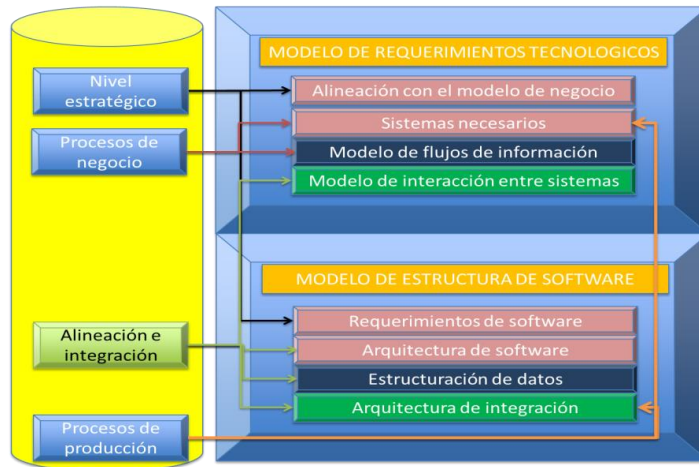 Nivel
estratégico
Procesos de
negocio
Alineación e
integración
Procesos de
producción
MODELO DE REQUERIMIENTOS TECNOLOGICOS
Alineación con el modelo de negocio
Sistemas necesarios
Modelo de flujos de información
Modelo de interacción entre sistemas
MODELO DE ESTRUCTURA DE SOFTWARE
Requerimientos de software
Arquitectura de software
Estructuración de datos
Arquitectura de integración